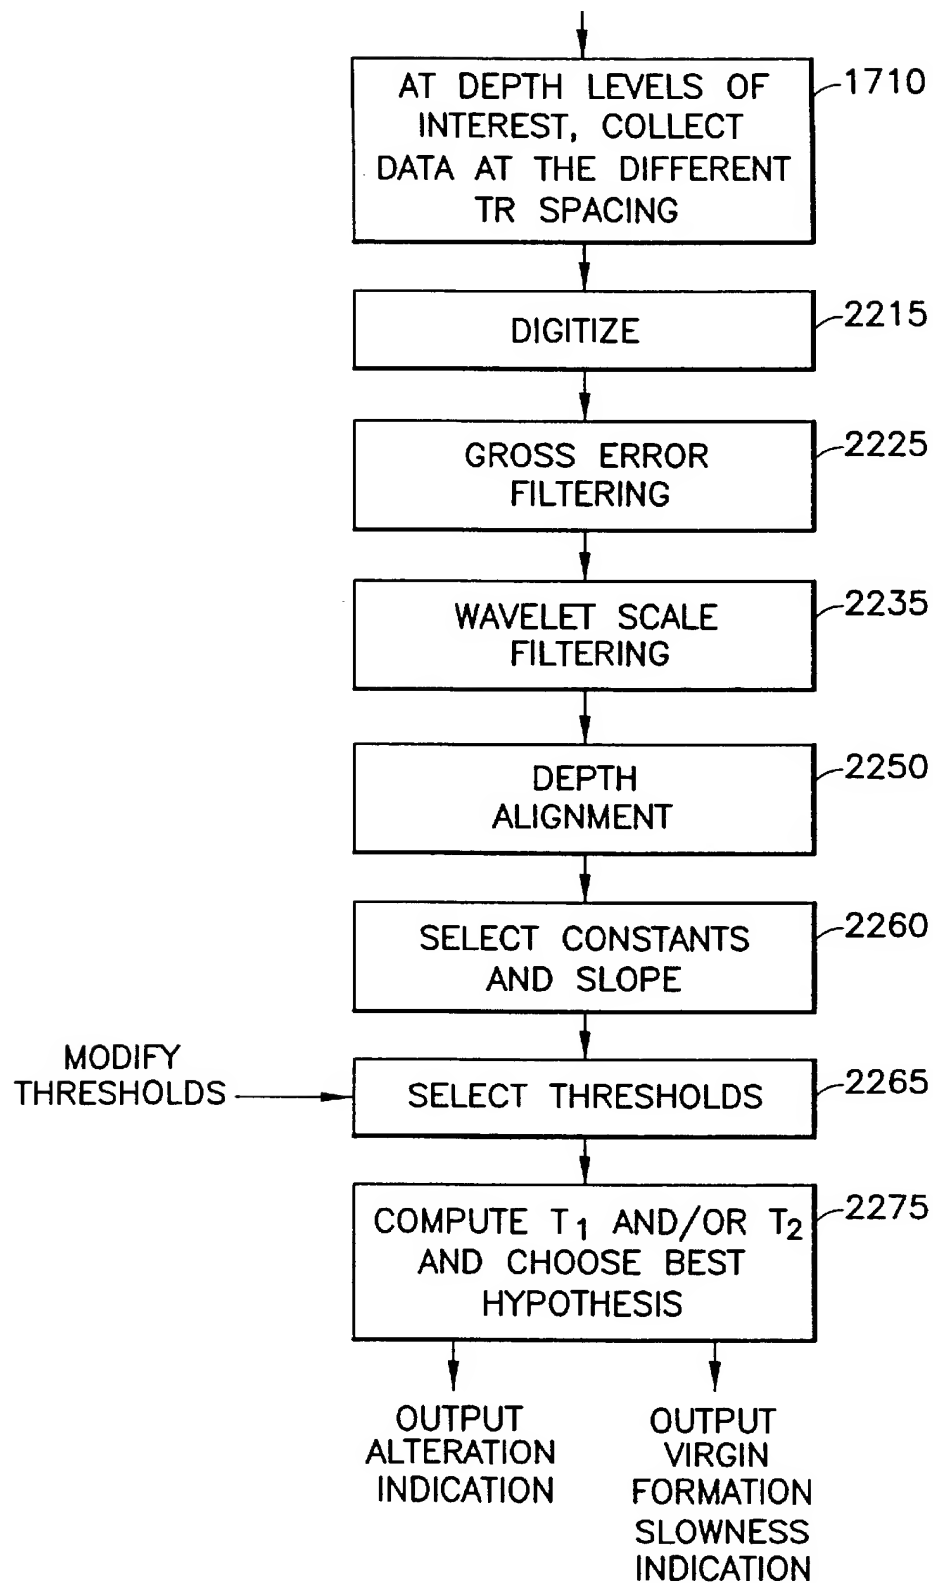 AT DEPTH LEVELS OF
INTEREST, COLLECT
DATA AT THE DIFFERENT
TR SPACING
1710
DIGITIZE
2215
GROSS ERROR
FILTERING
2225
WAVELET SCALE
FILTERING
2235
DEPTH
ALIGNMENT
2250
SELECT CONSTANTS
AND SLOPE
2260
MODIFY
THRESHOLDS
SELECT THRESHOLDS
2265
COMPUTE T1 AND/OR T2
AND CHOOSE BEST
HYPOTHESIS
2275
OUTPUT
ALTERATION
INDICATION
OUTPUT
VIRGIN
FORMATION
SLOWNESS
INDICATION